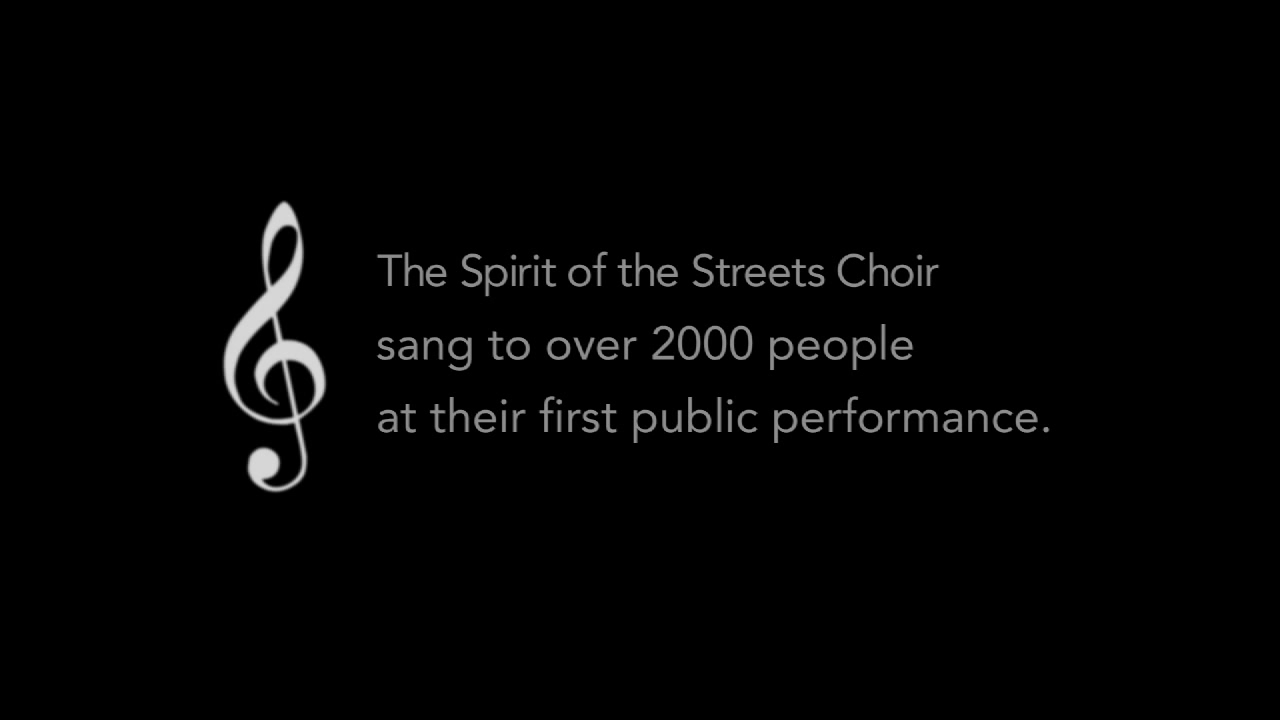 The Spirit of the Streets Choir
sang to over 2000 people
at their first public performance.